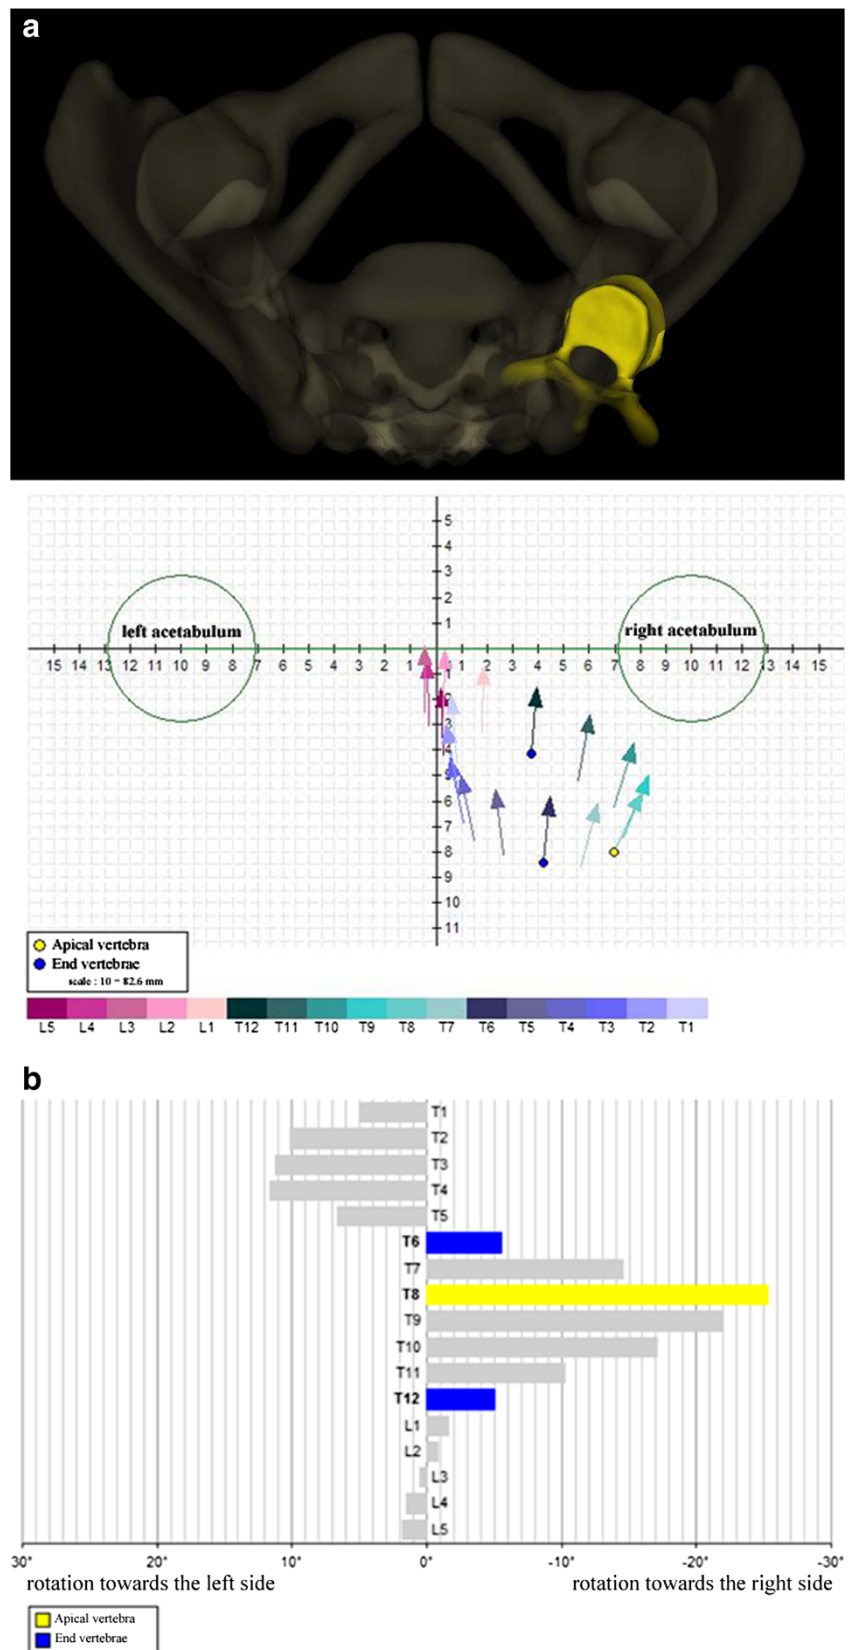 a
5
4
3
2
1
left acetabulum
right acetabulum
15 14 13 12 11 10 9 8 7 6 5 4 3 2 1 1 2 3 4 5 6 7 8 9 10 11 12 13 14 15
1
2
3
4
5
6
7
8
9
10
11
Apical vertebra
End vertebrae
scale : 10 = 82.6 mm
L5 L4 L3 L2 L1 T12 T11 T10 T9 T8 T7 T6 T5 T4 T3 T2 T1
b
T1
T2
T3
T4
T5
T6
T7
T8
T9
T10
T11
T12
L1
L2
L3
L4
L5
30° 20° 10° 0° -10° -20° -30°
rotation towards the left side rotation towards the right side
Apical vertebra
End vertebrae